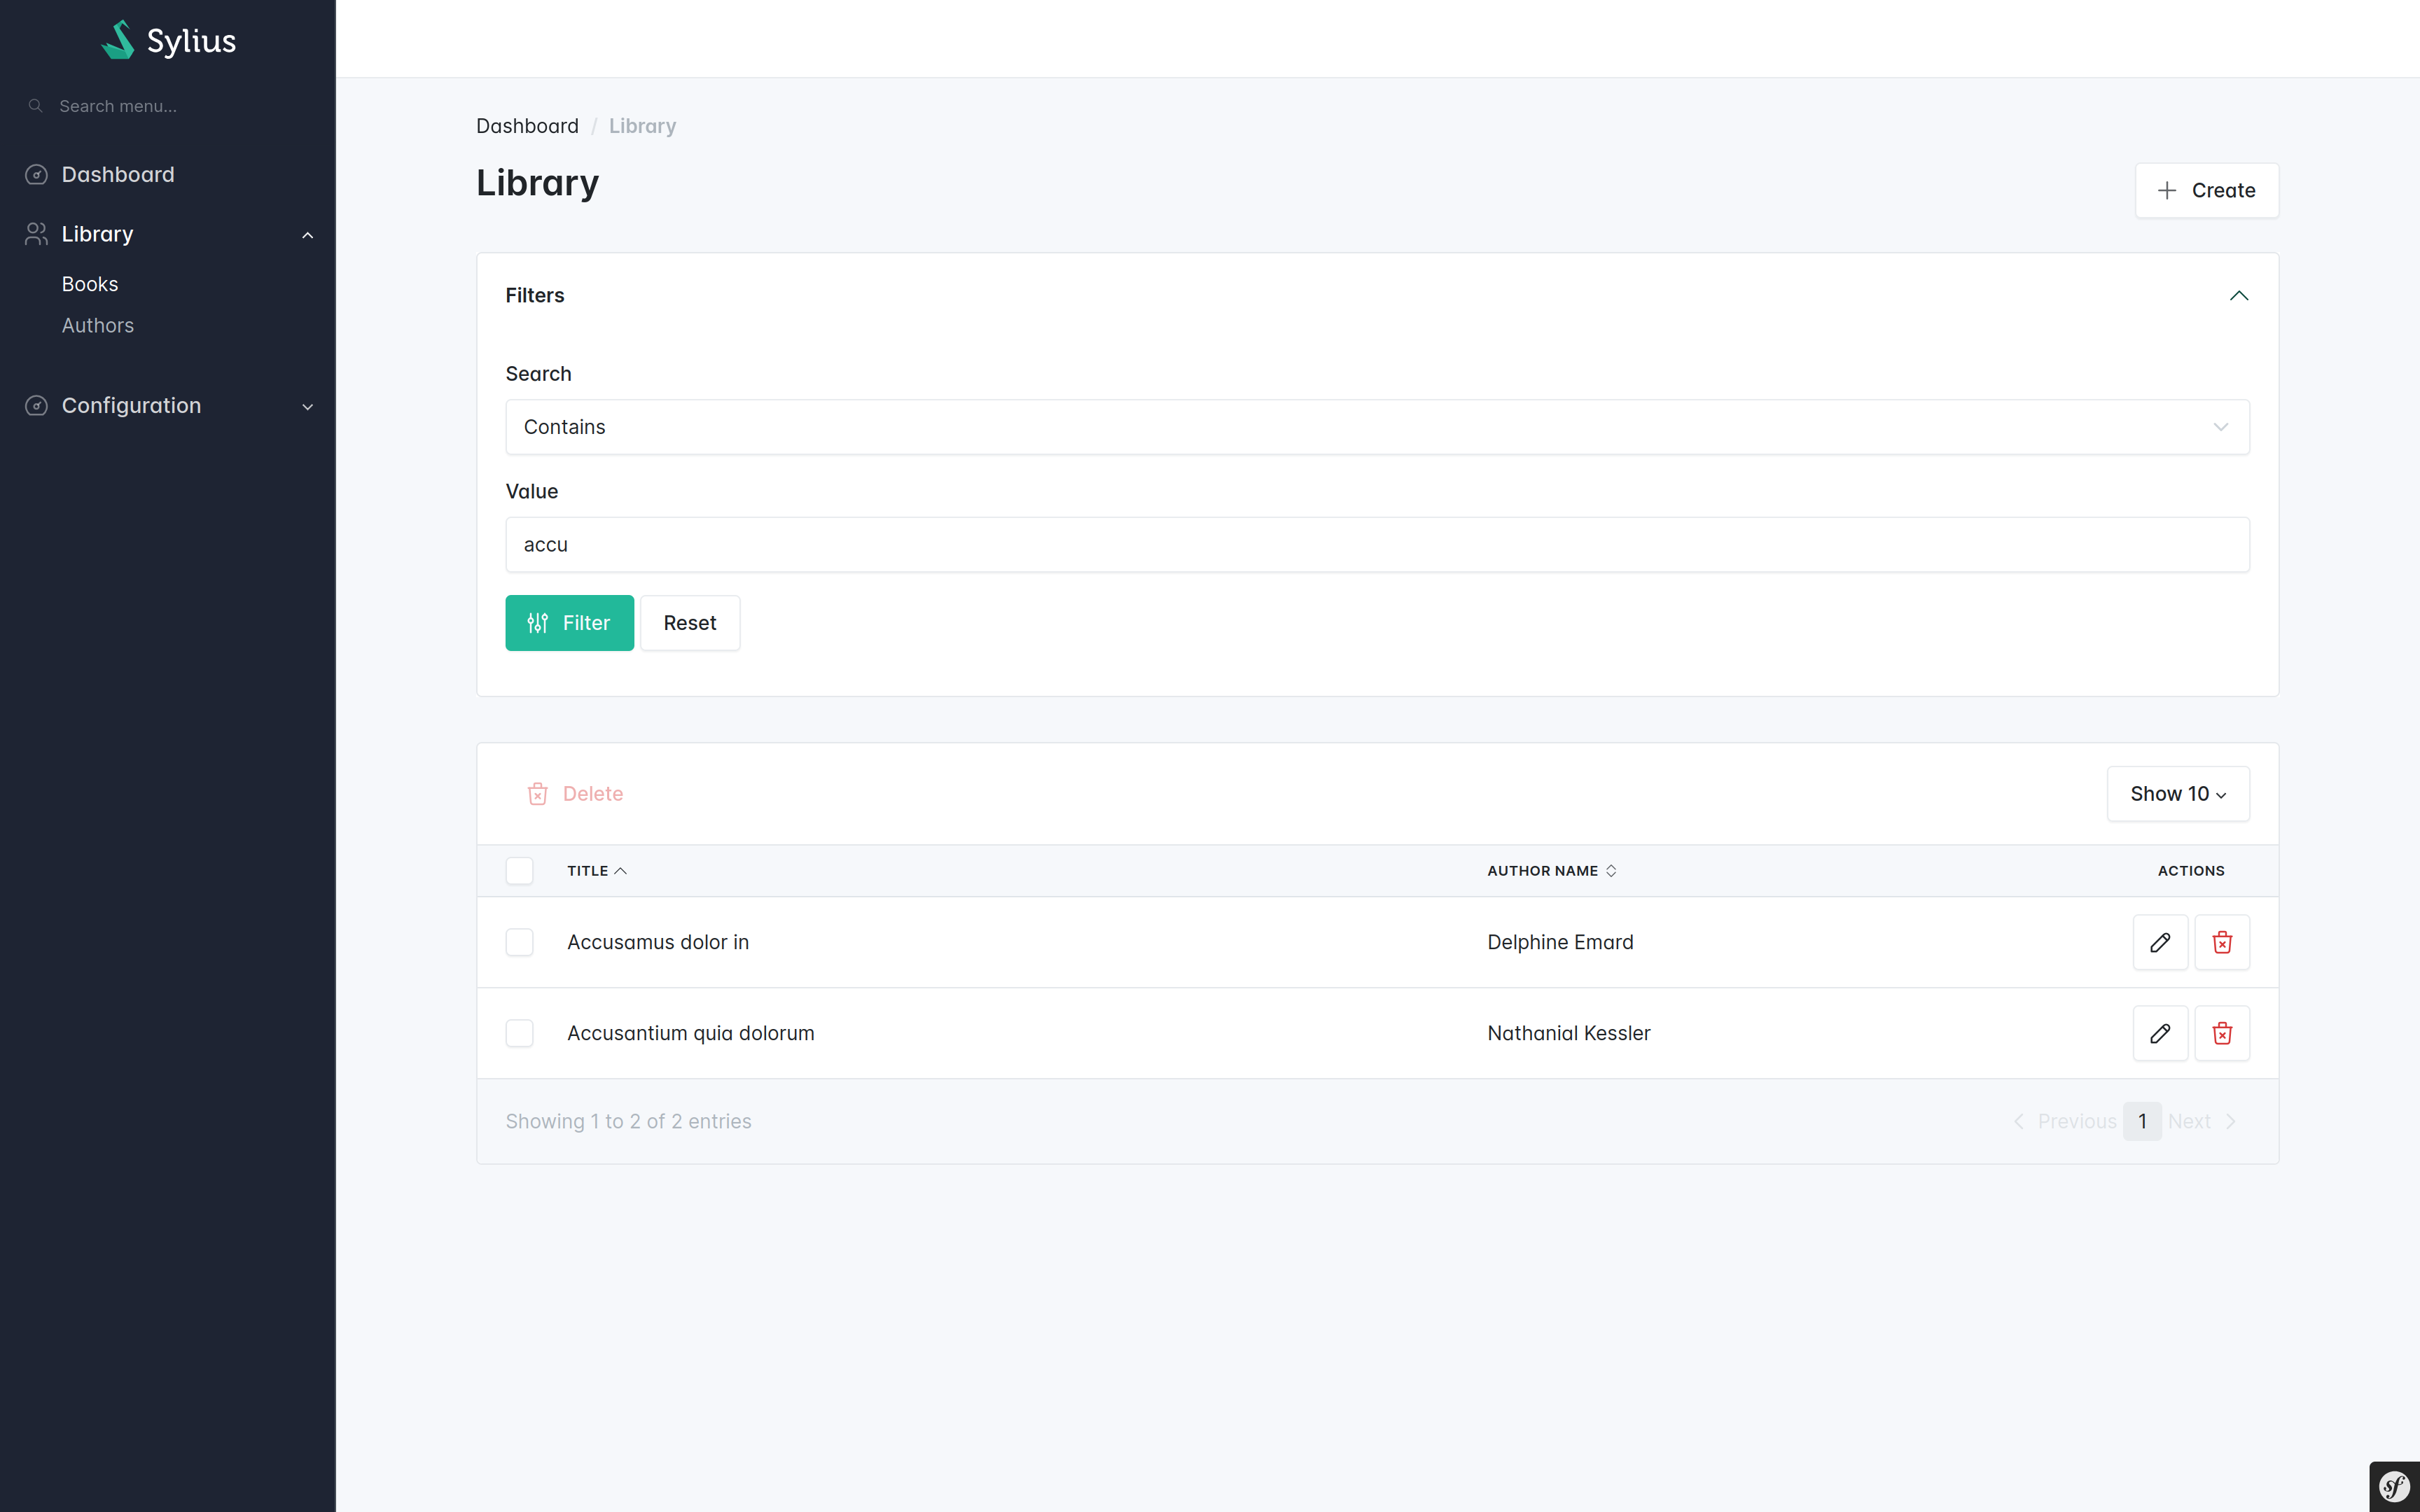 Sylius
Search menu...
Dashboard
Library
Books
Authors
Configuration
Dashboard / Library
Library
Create
Filters
Search
Contains
Value
accu
Filter
Reset
Delete
Show 10
TITLE
AUTHOR NAME
ACTIONS
Accusamus dolor in
Delphine Emard
Accusantium quia dolorum
Nathanial Kessler
Showing 1 to 2 of 2 entries
Previous 1 Next
sf